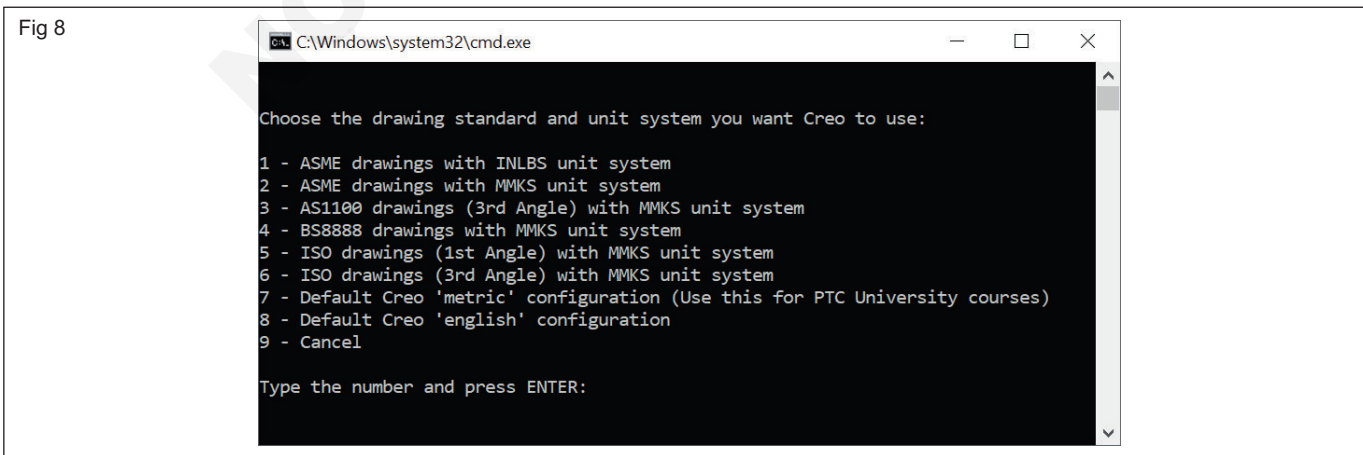 Fig 8
C:\Windows\system32\cmd.exe
Choose the drawing standard and unit system you want Creo to use:
1 - ASME drawings with INLBS unit system
2 - ASME drawings with MMKS unit system
3 - AS1100 drawings (3rd Angle) with MMKS unit system
4 - BS8888 drawings with MMKS unit system
5 - ISO drawings (1st Angle) with MMKS unit system
6 - ISO drawings (3rd Angle) with MMKS unit system
7 - Default Creo 'metric' configuration (Use this for PTC University courses)
8 - Default Creo 'english' configuration
9 - Cancel
Type the number and press ENTER: